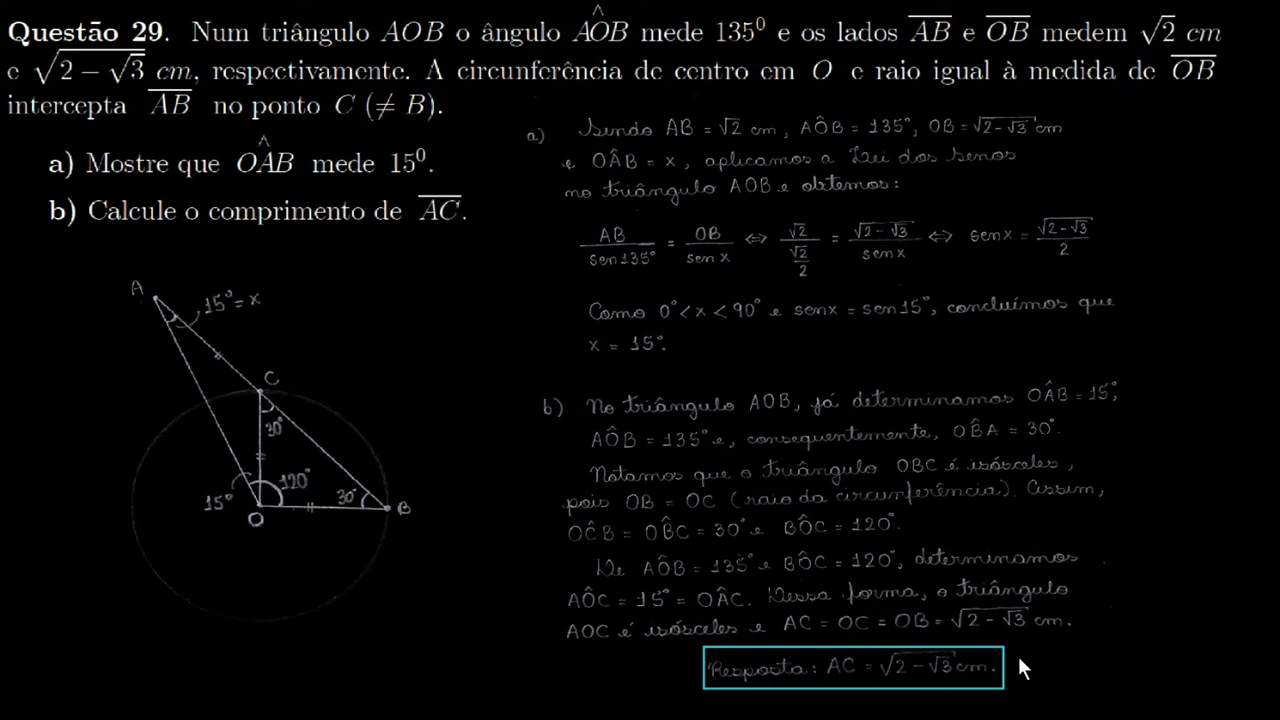 Questão 29. Num triângulo AOB o ângulo AÔB mede 135⁰ e os lados A̅B̅ e O̅B̅ medem √2 cm
e √(2 − √3) cm, respectivamente. A circunferência de centro em O e raio igual à medida de O̅B̅
intercepta A̅B̅ no ponto C (≠ B).
a) Mostre que OÂB mede 15⁰.
b) Calcule o comprimento de A̅C̅.
A
15° = x
C
30°
120°
15°
30°
O
B
a) Sendo AB = √2 cm, AÔB = 135°, OB = √(2−√3) cm
e OÂB = x, aplicamos a Lei dos Senos
no triângulo AOB e obtemos:
AB/sen135° = OB/sen x ⇔ √2/(√2/2) = √(2−√3)/sen x ⇔ sen x = √(2−√3)/2
Como 0° < x < 90° e sen x = sen 15°, concluímos que
x = 15°.
b) No triângulo AOB, já determinamos OÂB = 15°,
AÔB = 135° e, consequentemente, OB̂A = 30°.
Notamos que o triângulo OBC é isósceles,
pois OB = OC (raio da circunferência). Assim,
OĈB = OB̂C = 30° e BÔC = 120°.
De AÔB = 135° e BÔC = 120°, determinamos
AÔC = 15° = OÂC. Dessa forma, o triângulo
AOC é isósceles e AC = OC = OB = √(2 − √3) cm.
Resposta: AC = √(2 − √3) cm.